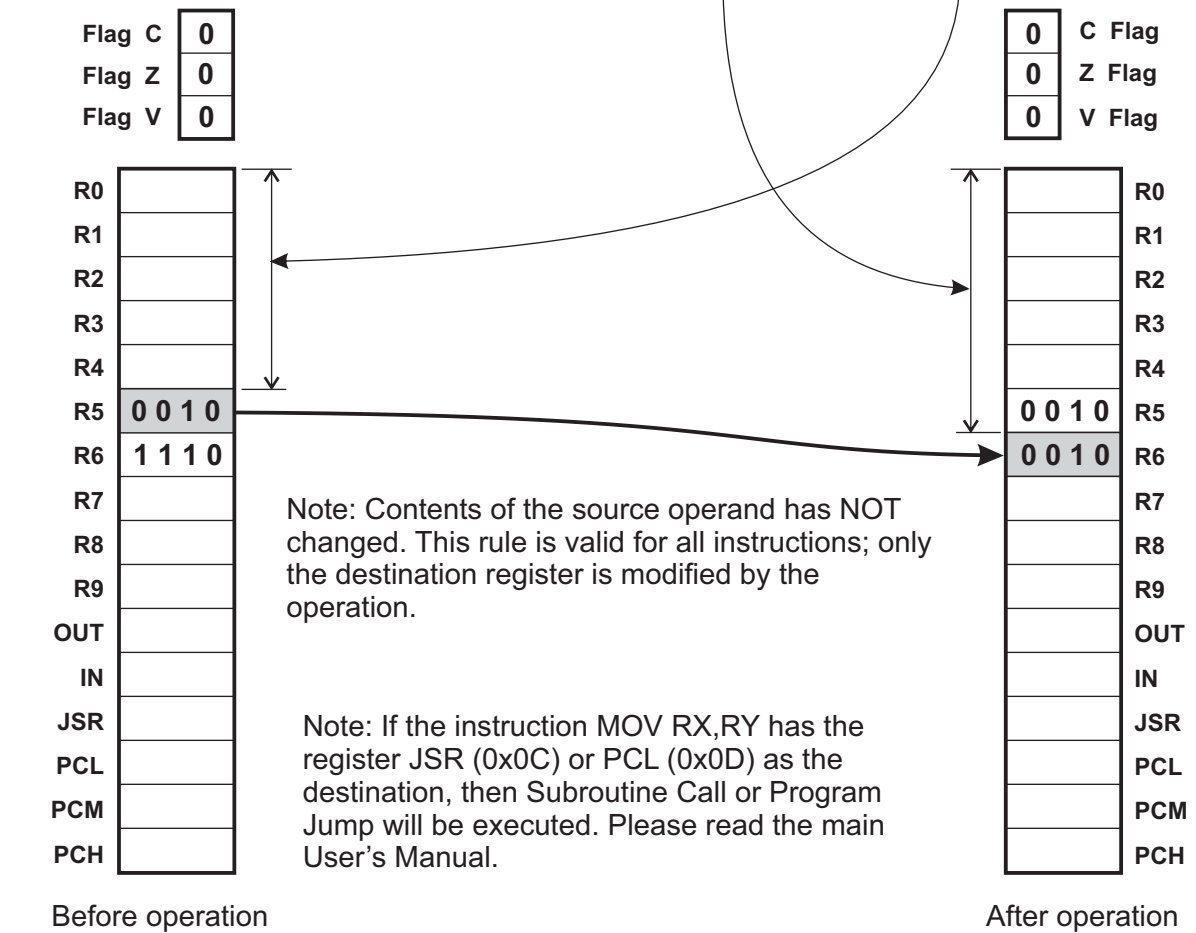 Flag C 0
Flag Z 0
Flag V 0
0 C Flag
0 Z Flag
0 V Flag
R0
R1
R2
R3
R4
R5 0 0 1 0
R6 1 1 1 0
R7
R8
R9
OUT
IN
JSR
PCL
PCM
PCH
Before operation
Note: Contents of the source operand has NOT
changed. This rule is valid for all instructions; only
the destination register is modified by the
operation.
Note: If the instruction MOV RX,RY has the
register JSR (0x0C) or PCL (0x0D) as the
destination, then Subroutine Call or Program
Jump will be executed. Please read the main
User's Manual.
R0
R1
R2
R3
R4
0 0 1 0 R5
0 0 1 0 R6
R7
R8
R9
OUT
IN
JSR
PCL
PCM
PCH
After operation